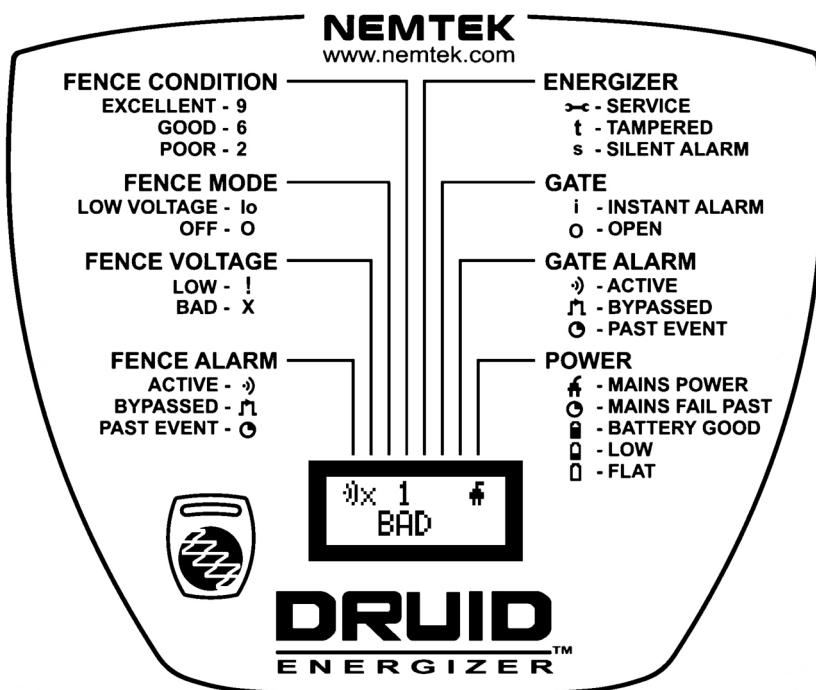 NEMTEK
www.nemtek.com
FENCE CONDITION
EXCELLENT - 9
GOOD - 6
POOR - 2
FENCE MODE
LOW VOLTAGE - lo
OFF - O
FENCE VOLTAGE
LOW - !
BAD - X
FENCE ALARM
ACTIVE -
BYPASSED -
PAST EVENT -
ENERGIZER
- SERVICE
t - TAMPERED
s - SILENT ALARM
GATE
i - INSTANT ALARM
O - OPEN
GATE ALARM
- ACTIVE
- BYPASSED
- PAST EVENT
POWER
- MAINS POWER
- MAINS FAIL PAST
- BATTERY GOOD
- LOW
- FLAT
x 1
BAD
DRUID™
ENERGIZER